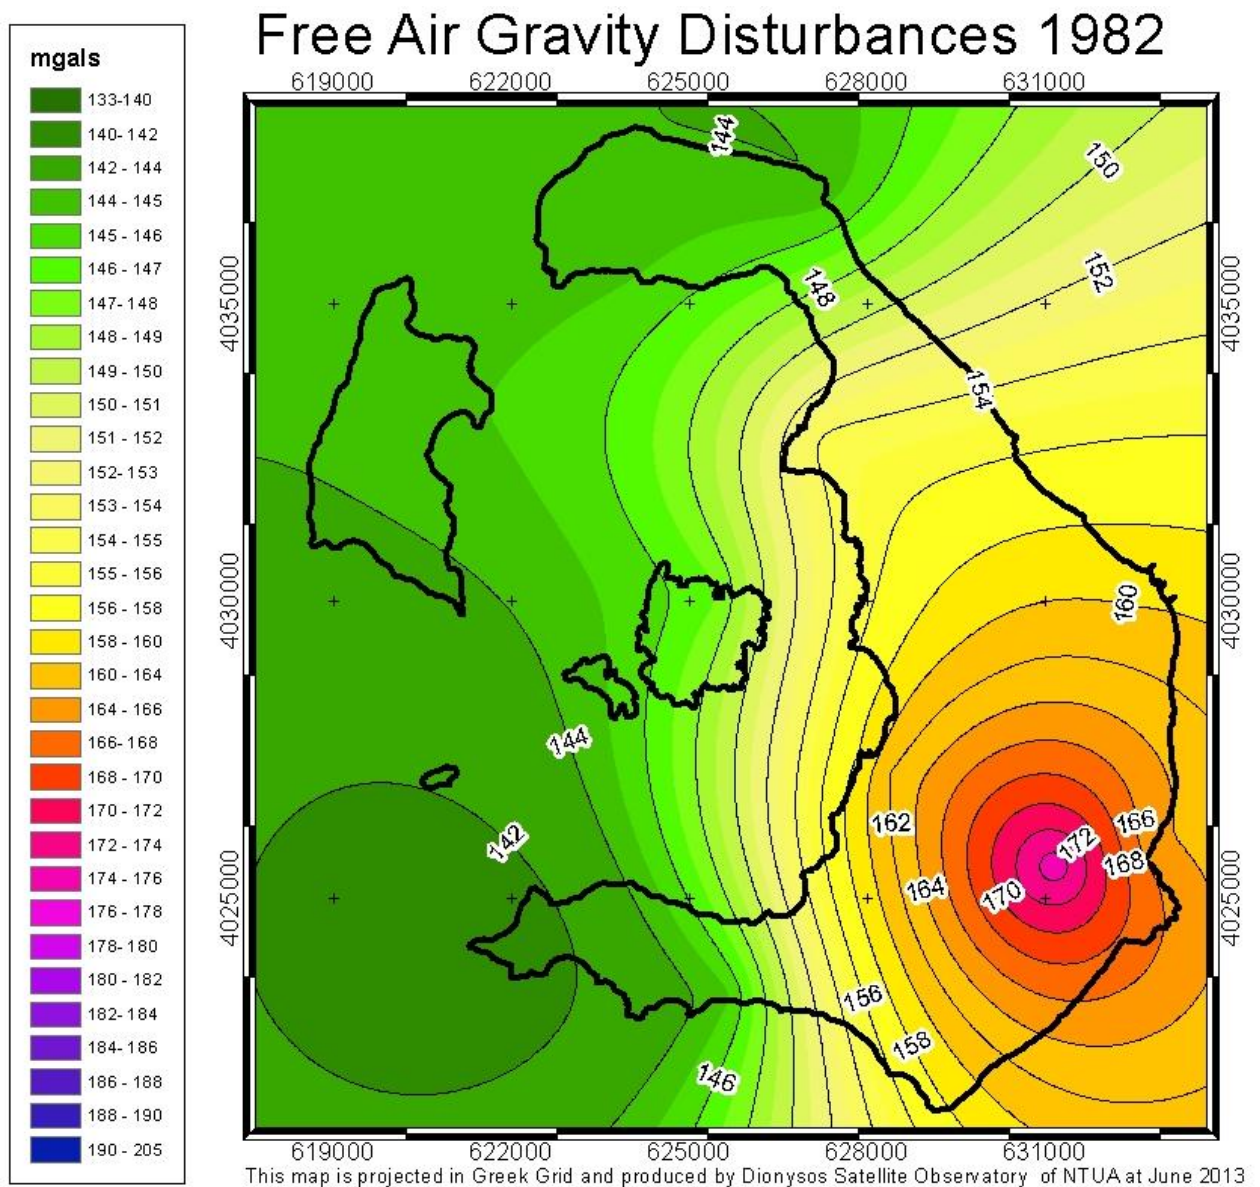 Free Air Gravity Disturbances 1982
mgals
133-140
140-142
142 - 144
144 - 145
145 - 146
146 - 147
147- 148
148 - 149
149 - 150
150 - 151
151 - 152
152- 153
153 - 154
154 - 155
155 - 156
156 - 158
158 - 160
160 - 164
164 - 166
166- 168
168 - 170
170 - 172
172 - 174
174 - 176
176 - 178
178- 180
180 - 182
182- 184
184- 186
186 - 188
188 - 190
190 - 205
619000 622000 625000 628000 631000
4035000 4035000
4030000 4030000
4025000 4025000
144
150
152
148
154
160
144
142
162
172
166
168
164
170
156
158
146
619000 622000 625000 628000 631000
This map is projected in Greek Grid and produced by Dionysos Satellite Observatory of NTUA at June 2013